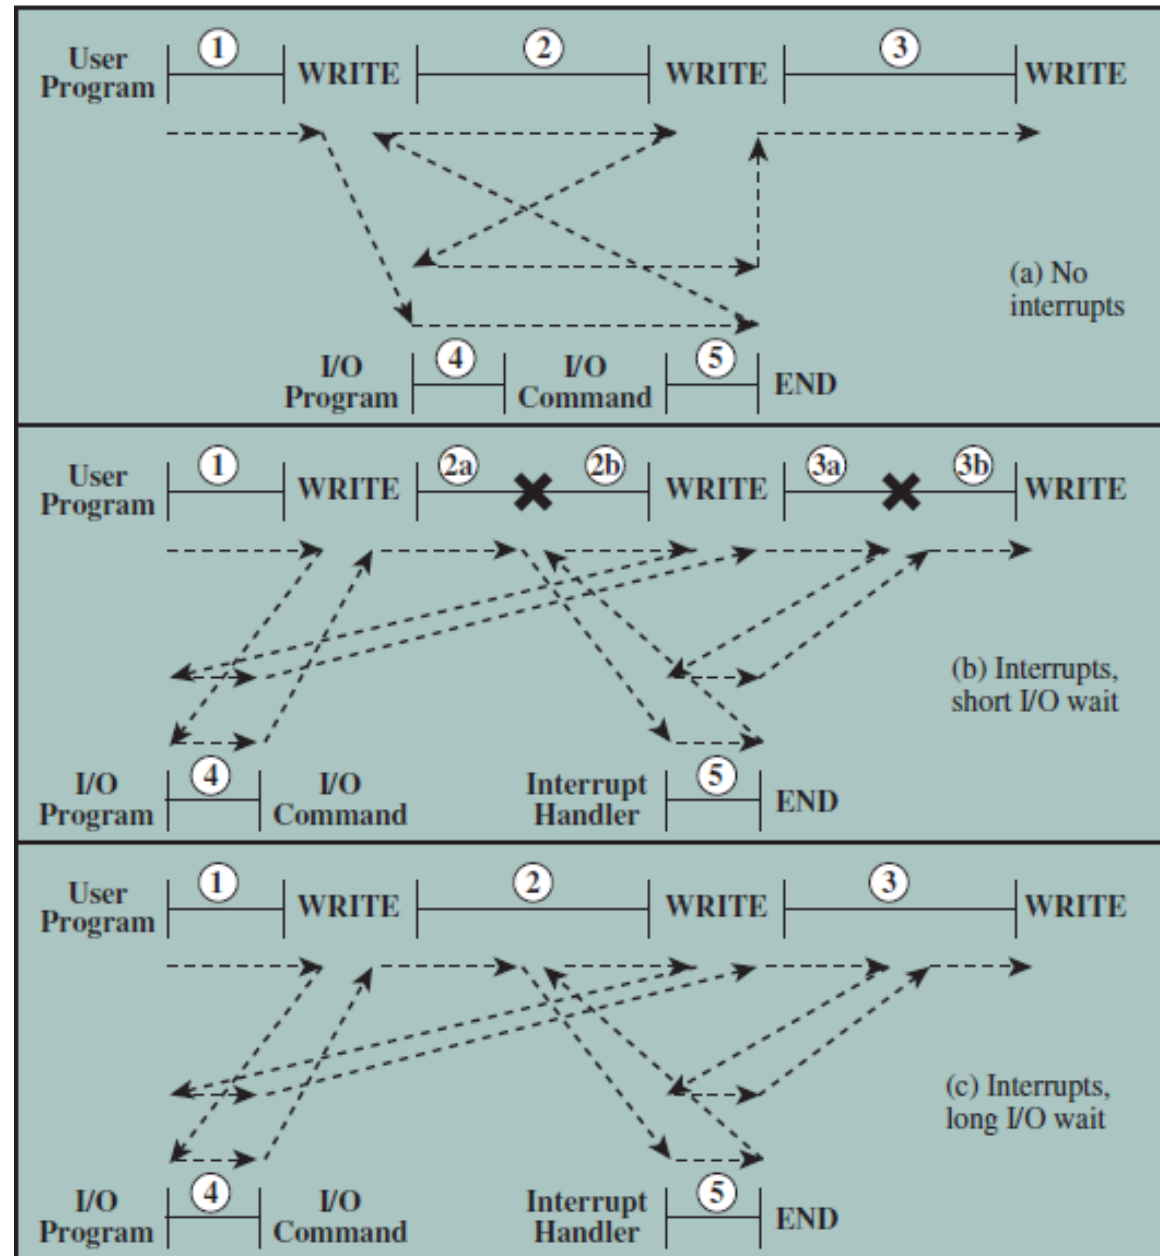 ① ② ③
User
Program WRITE WRITE WRITE
(a) No
interrupts
④ ⑤
I/O I/O
Program Command END
① 2a 2b 3a 3b
User
Program WRITE WRITE WRITE
(b) Interrupts,
short I/O wait
④ ⑤
I/O I/O Interrupt
Program Command Handler END
① ② ③
User
Program WRITE WRITE WRITE
(c) Interrupts,
long I/O wait
④ ⑤
I/O I/O Interrupt
Program Command Handler END